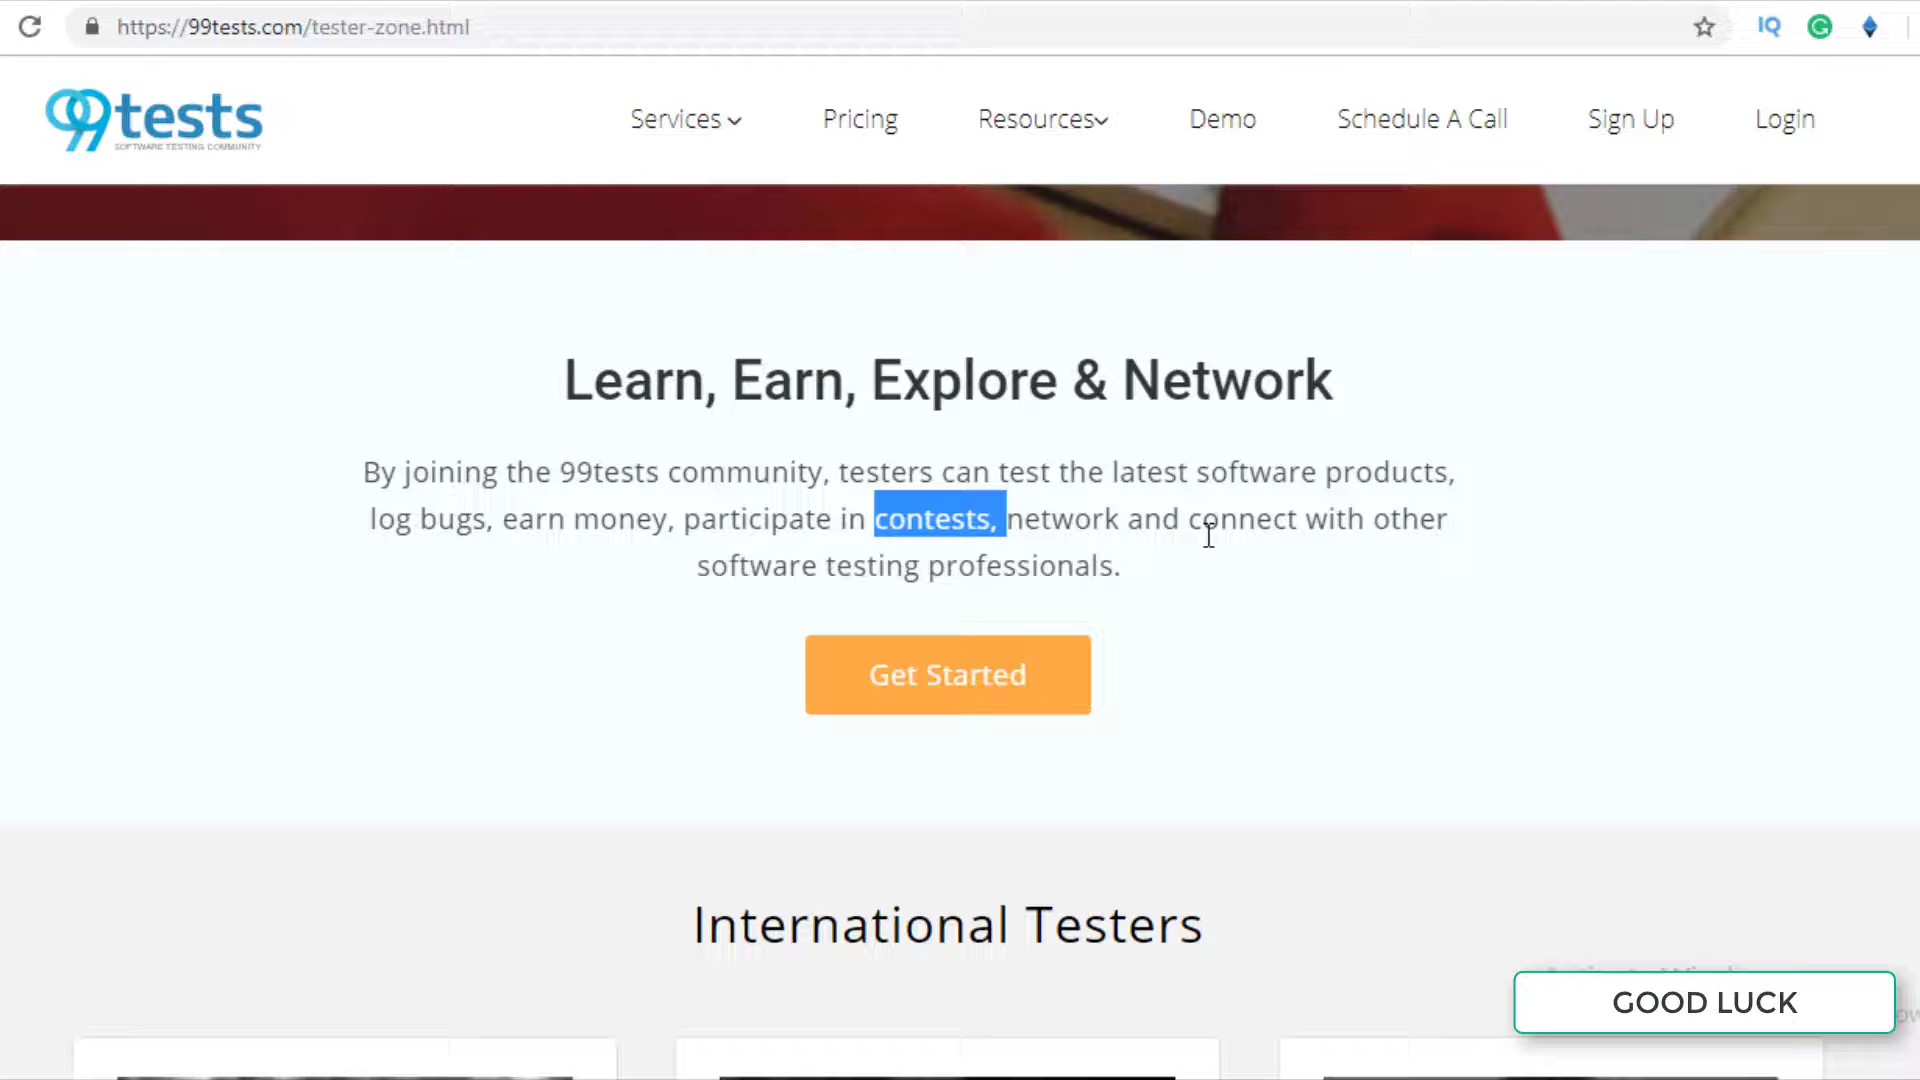 https://99tests.com/tester-zone.html
IQ
99tests
SOFTWARE TESTING COMMUNITY
Services
Pricing
Resources
Demo
Schedule A Call
Sign Up
Login
Learn, Earn, Explore & Network
By joining the 99tests community, testers can test the latest software products,
log bugs, earn money, participate in contests, network and connect with other
software testing professionals.
Get Started
International Testers
GOOD LUCK